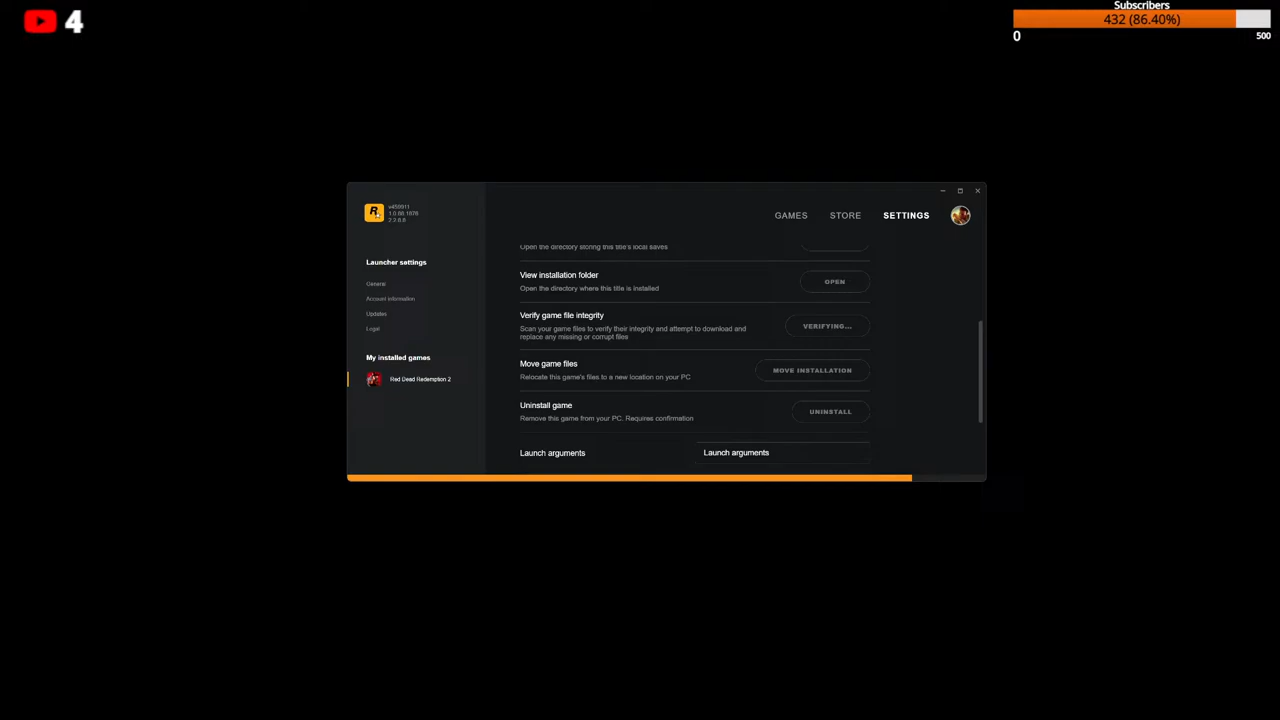 4
Subscribers
432 (86.40%)
0
500
GAMES
STORE
SETTINGS
Launcher settings
General
Account information
Updates
Legal
My installed games
Red Dead Redemption 2
Open the directory storing this title's local saves
View installation folder
Open the directory where this title is installed
OPEN
Verify game file integrity
Scan your game files to verify their integrity and attempt to download and
replace any missing or corrupt files
VERIFYING...
Move game files
Relocate this game's files to a new location on your PC
MOVE INSTALLATION
Uninstall game
Remove this game from your PC. Requires confirmation
UNINSTALL
Launch arguments
Launch arguments